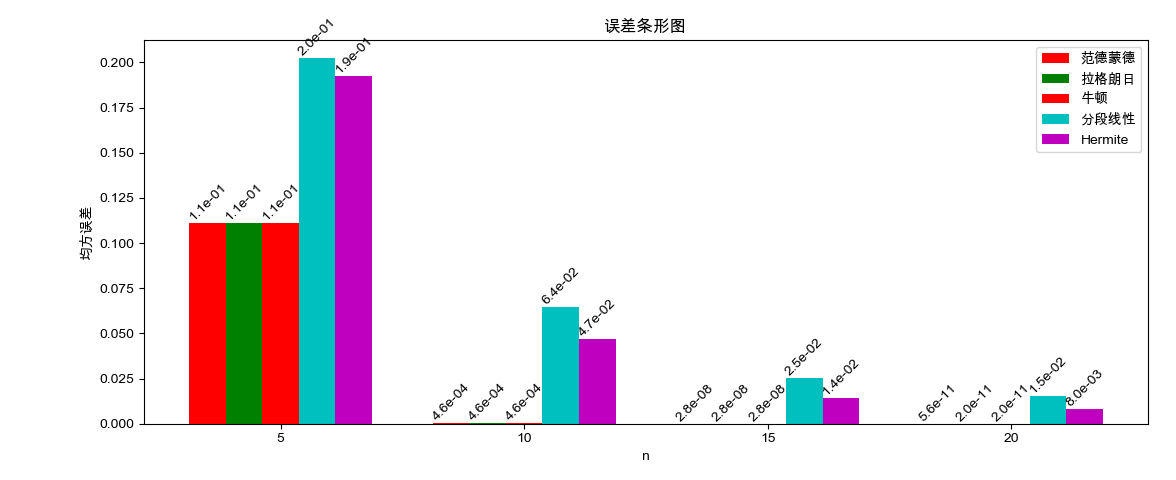 误差条形图
均方误差
0.200
0.175
0.150
0.125
0.100
0.075
0.050
0.025
0.000
1.1e-01
1.1e-01
1.1e-01
2.0e-01
1.9e-01
4.6e-04
4.6e-04
4.6e-04
6.4e-02
4.7e-02
2.8e-08
2.8e-08
2.8e-08
2.5e-02
1.4e-02
5.6e-11
2.0e-11
2.0e-11
1.5e-02
8.0e-03
范德蒙德
拉格朗日
牛顿
分段线性
Hermite
5
10
15
20
n